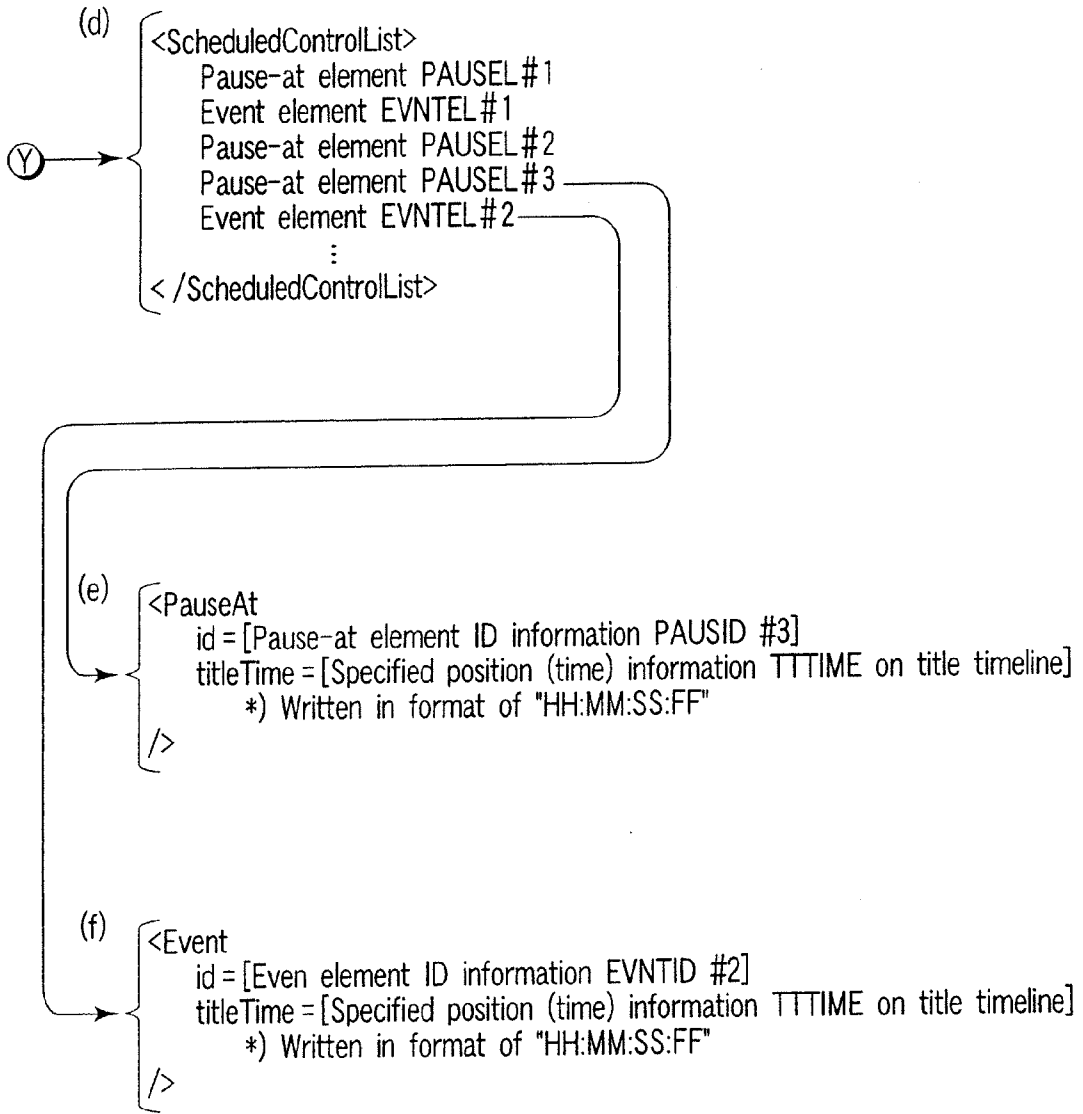 (d)
<ScheduledControlList>
Pause-at element PAUSEL#1
Event element EVNTEL#1
Pause-at element PAUSEL#2
Y
Pause-at element PAUSEL#3
Event element EVNTEL#2
⋮
< /ScheduledControlList>
(e)
<PauseAt
id = [Pause-at element ID information PAUSID #3]
titleTime = [Specified position (time) information TTTIME on title timeline]
*) Written in format of "HH:MM:SS:FF"
/>
(f)
<Event
id = [Even element ID information EVNTID #2]
titleTime = [Specified position (time) information TTTIME on title timeline]
*) Written in format of "HH:MM:SS:FF"
/>